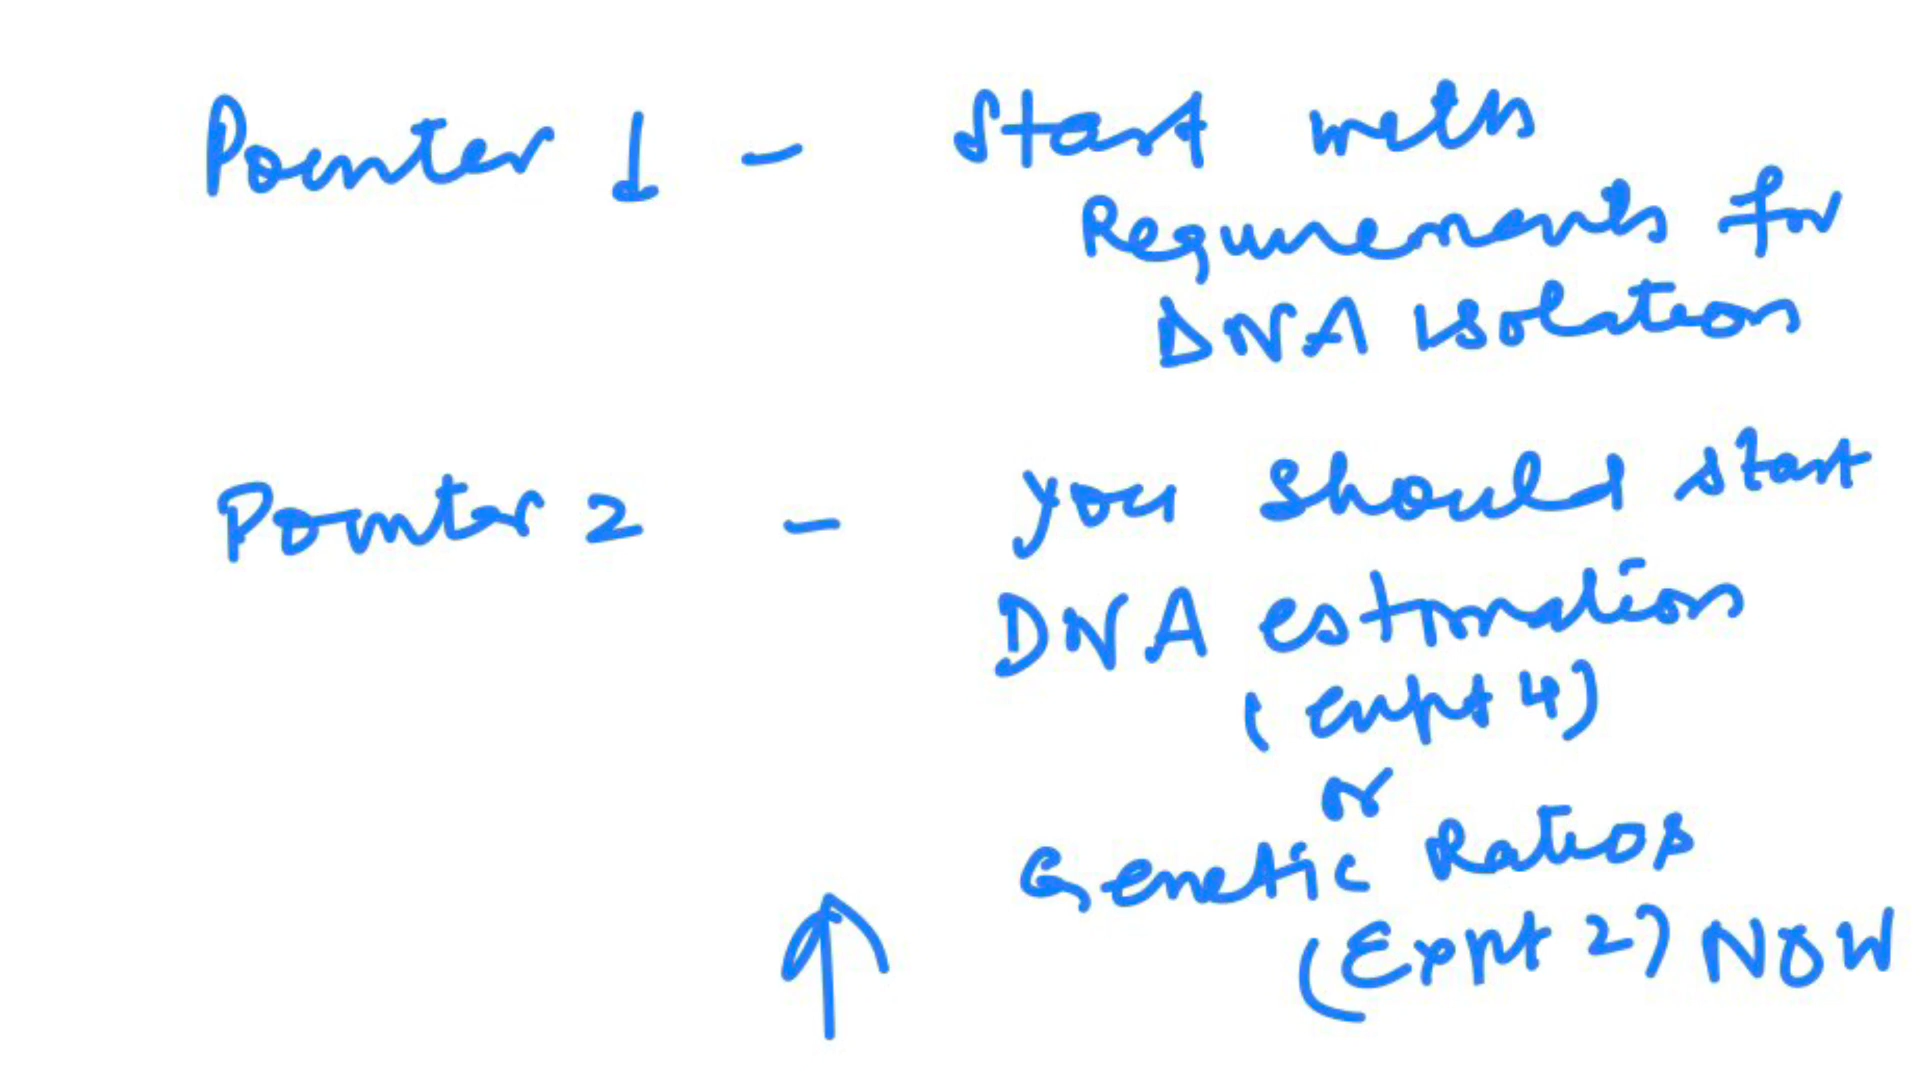 Pointer 1 - Start with
Requirements for
DNA isolation
Pointer 2 - You should start
DNA estimation
(expt 4)
or
Genetic Ratios
(Expt 2) NOW